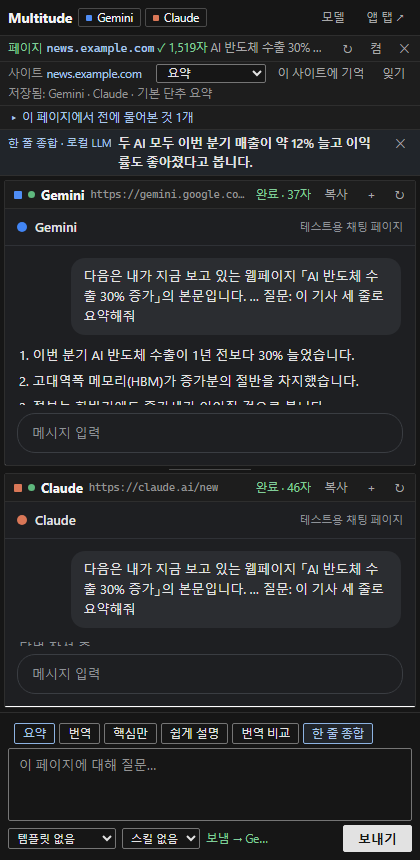 Multitude Gemini Claude 모델 앱 탭 ↗
페이지 news.example.com ✓ 1,519자 AI 반도체 수출 30% ... ↻ 켬 ×
사이트 news.example.com 요약 이 사이트에 기억 잊기
저장됨: Gemini · Claude · 기본 단추 요약
▸ 이 페이지에서 전에 물어본 것 1개
한 줄 종합 · 로컬 LLM 두 AI 모두 이번 분기 매출이 약 12% 늘고 이익 ×
률도 좋아졌다고 봅니다.
Gemini https://gemini.google.co... 완료 · 37자 복사 + ↻
Gemini 테스트용 채팅 페이지
다음은 내가 지금 보고 있는 웹페이지 「AI 반도체 수
출 30% 증가」의 본문입니다. ... 질문: 이 기사 세 줄로
요약해줘
1. 이번 분기 AI 반도체 수출이 1년 전보다 30% 늘었습니다.
2. 고대역폭 메모리(HBM)가 증가분의 절반을 차지했습니다.
메시지 입력
Claude https://claude.ai/new 완료 · 46자 복사 + ↻
Claude 테스트용 채팅 페이지
다음은 내가 지금 보고 있는 웹페이지 「AI 반도체 수
출 30% 증가」의 본문입니다. ... 질문: 이 기사 세 줄로
요약해줘
메시지 입력
요약 번역 핵심만 쉽게 설명 번역 비교 한 줄 종합
이 페이지에 대해 질문...
템플릿 없음 스킬 없음 보냄 → Ge... 보내기